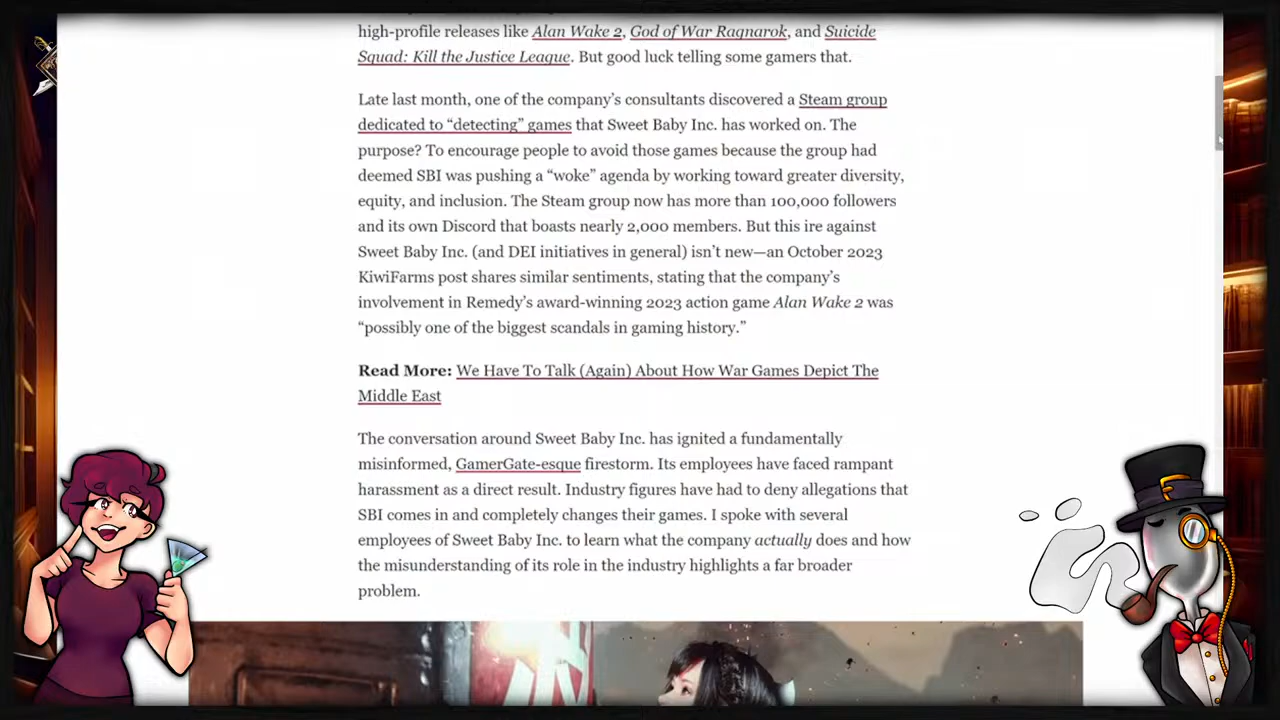 high-profile releases like Alan Wake 2, God of War Ragnarok, and Suicide
Squad: Kill the Justice League. But good luck telling some gamers that.
Late last month, one of the company’s consultants discovered a Steam group
dedicated to “detecting” games that Sweet Baby Inc. has worked on. The
purpose? To encourage people to avoid those games because the group had
deemed SBI was pushing a “woke” agenda by working toward greater diversity,
equity, and inclusion. The Steam group now has more than 100,000 followers
and its own Discord that boasts nearly 2,000 members. But this ire against
Sweet Baby Inc. (and DEI initiatives in general) isn’t new—an October 2023
KiwiFarms post shares similar sentiments, stating that the company’s
involvement in Remedy’s award-winning 2023 action game Alan Wake 2 was
“possibly one of the biggest scandals in gaming history.”
Read More: We Have To Talk (Again) About How War Games Depict The
Middle East
The conversation around Sweet Baby Inc. has ignited a fundamentally
misinformed, GamerGate-esque firestorm. Its employees have faced rampant
harassment as a direct result. Industry figures have had to deny allegations that
SBI comes in and completely changes their games. I spoke with several
employees of Sweet Baby Inc. to learn what the company actually does and how
the misunderstanding of its role in the industry highlights a far broader
problem.